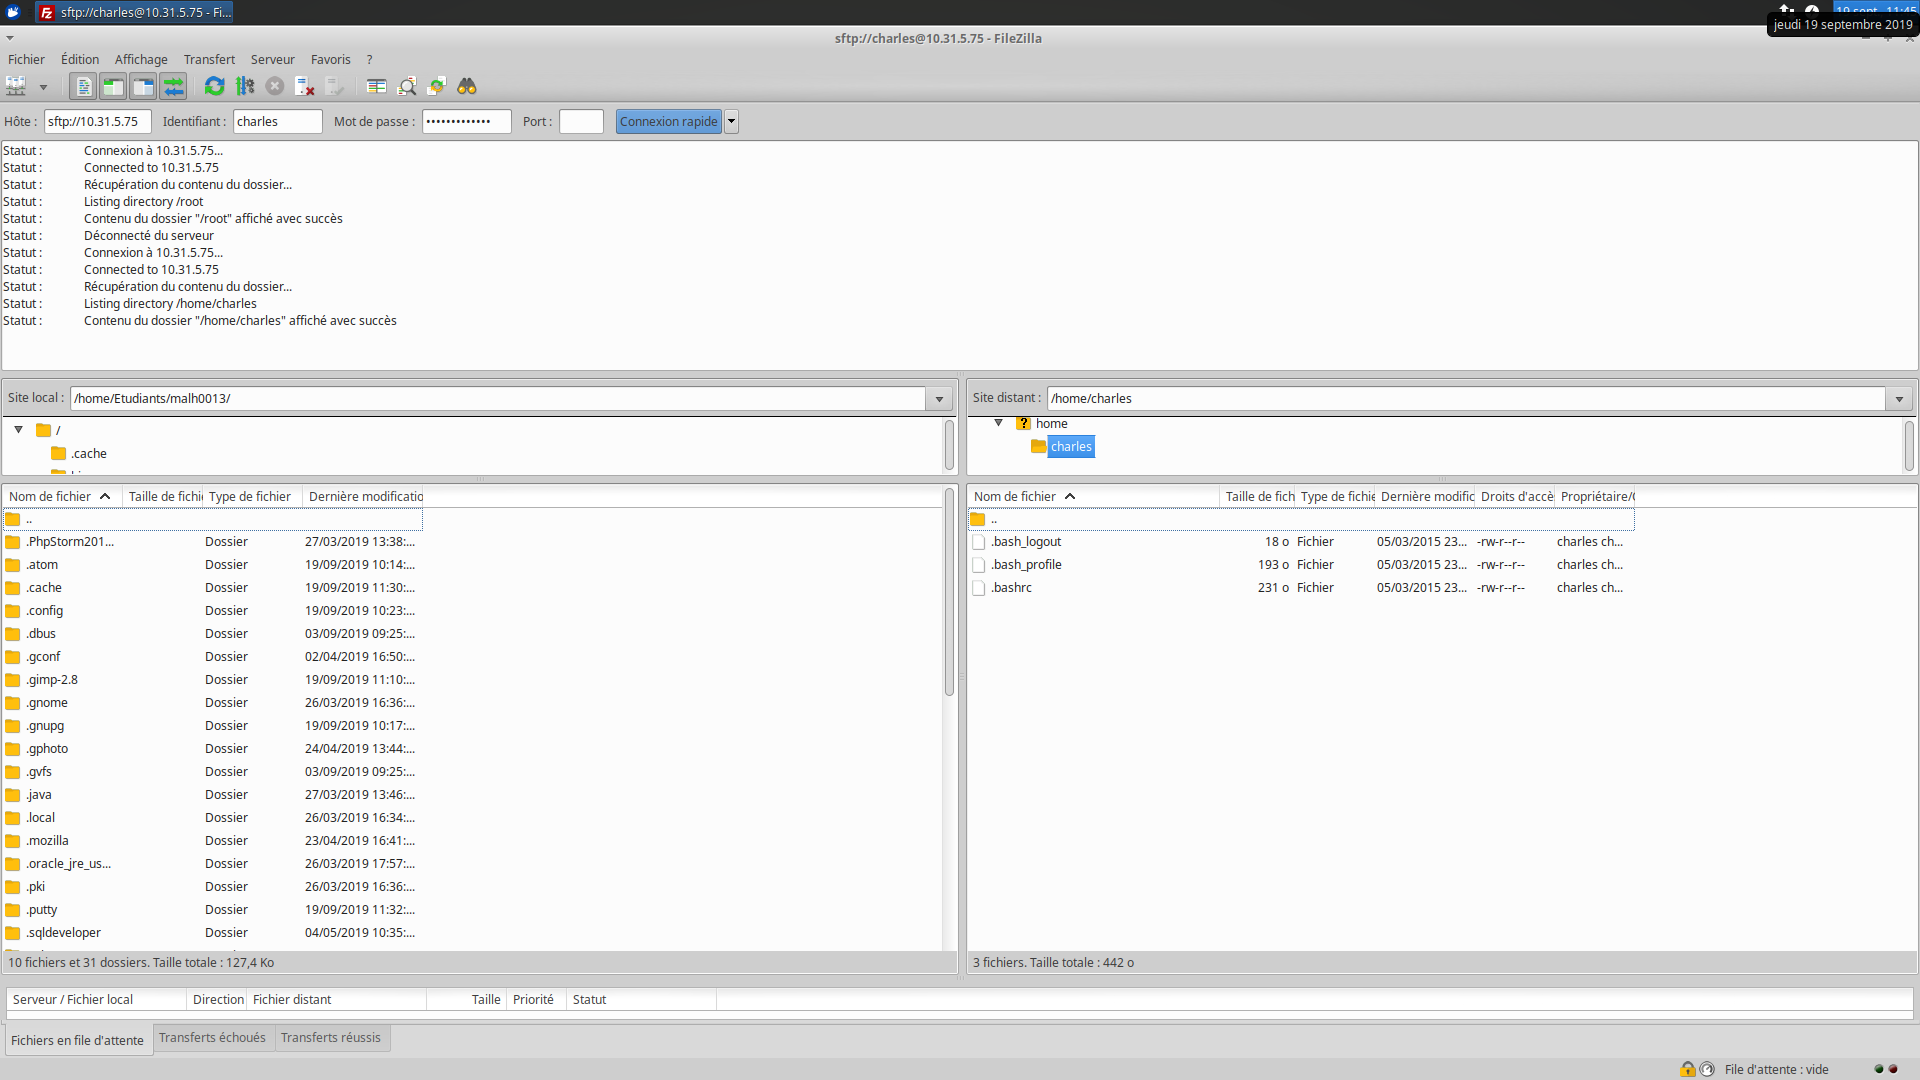 sftp://charles@10.31.5.75 - Fi...
19 sept., 11:45
jeudi 19 septembre 2019
sftp://charles@10.31.5.75 - FileZilla
Fichier Édition Affichage Transfert Serveur Favoris ?
Hôte : sftp://10.31.5.75 Identifiant : charles Mot de passe : ••••••••••••• Port : Connexion rapide
Statut : Connexion à 10.31.5.75...
Statut : Connected to 10.31.5.75
Statut : Récupération du contenu du dossier...
Statut : Listing directory /root
Statut : Contenu du dossier "/root" affiché avec succès
Statut : Déconnecté du serveur
Statut : Connexion à 10.31.5.75...
Statut : Connected to 10.31.5.75
Statut : Récupération du contenu du dossier...
Statut : Listing directory /home/charles
Statut : Contenu du dossier "/home/charles" affiché avec succès
Site local : /home/Etudiants/malh0013/
/
.cache
Nom de fichier Taille de fichi Type de fichier Dernière modificatio
..
.PhpStorm201... Dossier 27/03/2019 13:38:...
.atom Dossier 19/09/2019 10:14:...
.cache Dossier 19/09/2019 11:30:...
.config Dossier 19/09/2019 10:23:...
.dbus Dossier 03/09/2019 09:25:...
.gconf Dossier 02/04/2019 16:50:...
.gimp-2.8 Dossier 19/09/2019 11:10:...
.gnome Dossier 26/03/2019 16:36:...
.gnupg Dossier 19/09/2019 10:17:...
.gphoto Dossier 24/04/2019 13:44:...
.gvfs Dossier 03/09/2019 09:25:...
.java Dossier 27/03/2019 13:46:...
.local Dossier 26/03/2019 16:34:...
.mozilla Dossier 23/04/2019 16:41:...
.oracle_jre_us... Dossier 26/03/2019 17:57:...
.pki Dossier 26/03/2019 16:36:...
.putty Dossier 19/09/2019 11:32:...
.sqldeveloper Dossier 04/05/2019 10:35:...
10 fichiers et 31 dossiers. Taille totale : 127,4 Ko
Site distant : /home/charles
? home
charles
Nom de fichier Taille de fich Type de fichie Dernière modific Droits d'accè Propriétaire/
..
.bash_logout 18 o Fichier 05/03/2015 23... -rw-r--r-- charles ch...
.bash_profile 193 o Fichier 05/03/2015 23... -rw-r--r-- charles ch...
.bashrc 231 o Fichier 05/03/2015 23... -rw-r--r-- charles ch...
3 fichiers. Taille totale : 442 o
Serveur / Fichier local Direction Fichier distant Taille Priorité Statut
Fichiers en file d'attente Transferts échoués Transferts réussis
File d'attente : vide